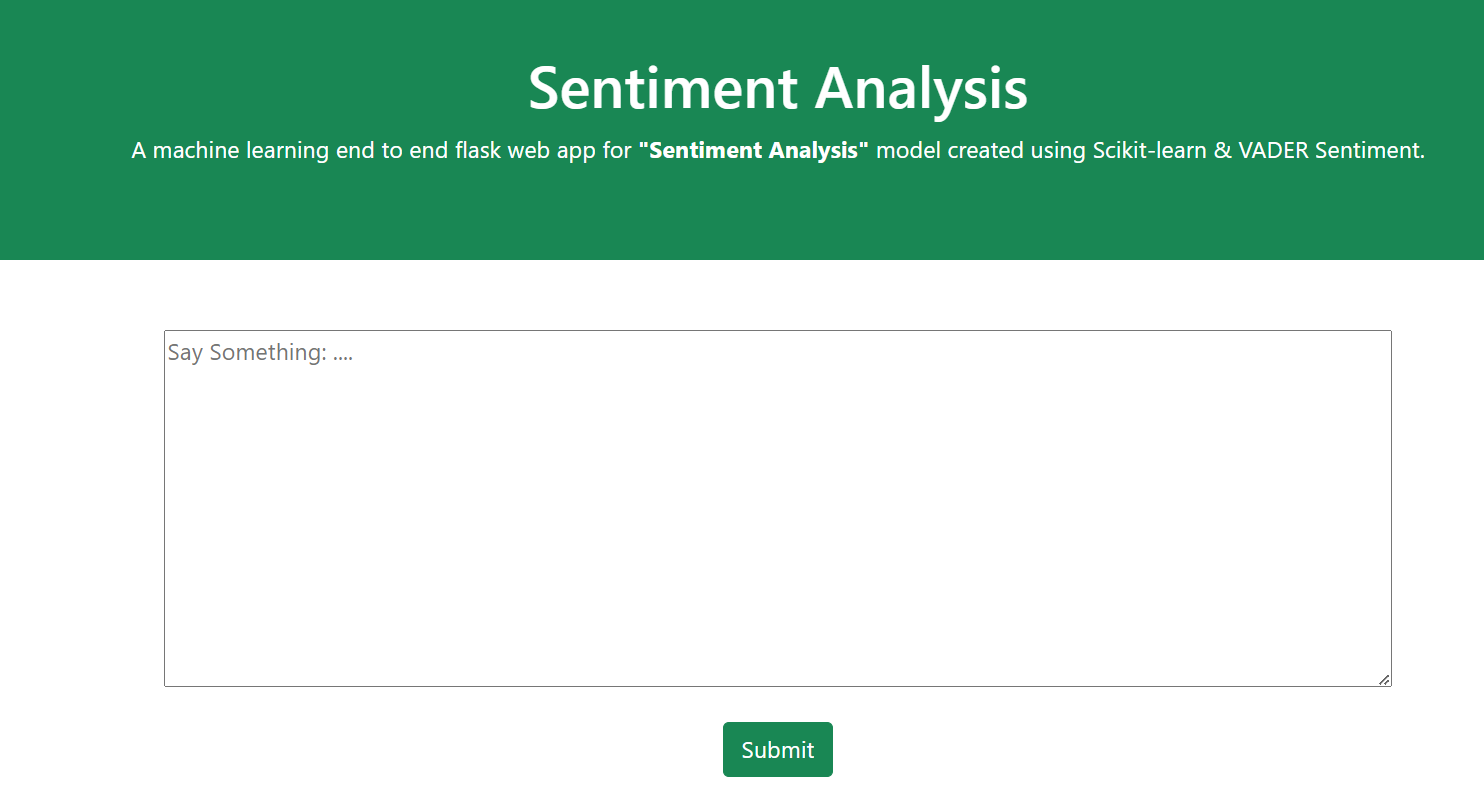 Sentiment Analysis
A machine learning end to end flask web app for "Sentiment Analysis" model created using Scikit-learn & VADER Sentiment.
Say Something: ....
Submit